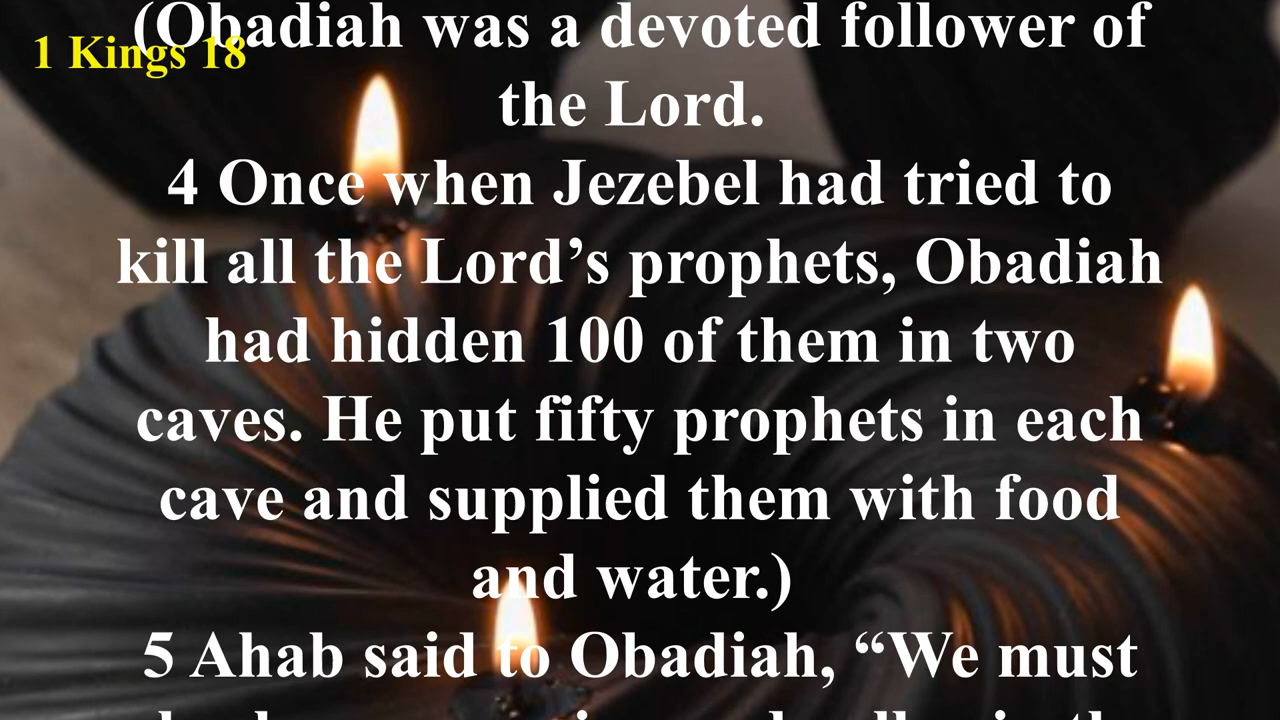 1 Kings 18
(Obadiah was a devoted follower of
the Lord.
4 Once when Jezebel had tried to
kill all the Lord’s prophets, Obadiah
had hidden 100 of them in two
caves. He put fifty prophets in each
cave and supplied them with food
and water.)
5 Ahab said to Obadiah, “We must